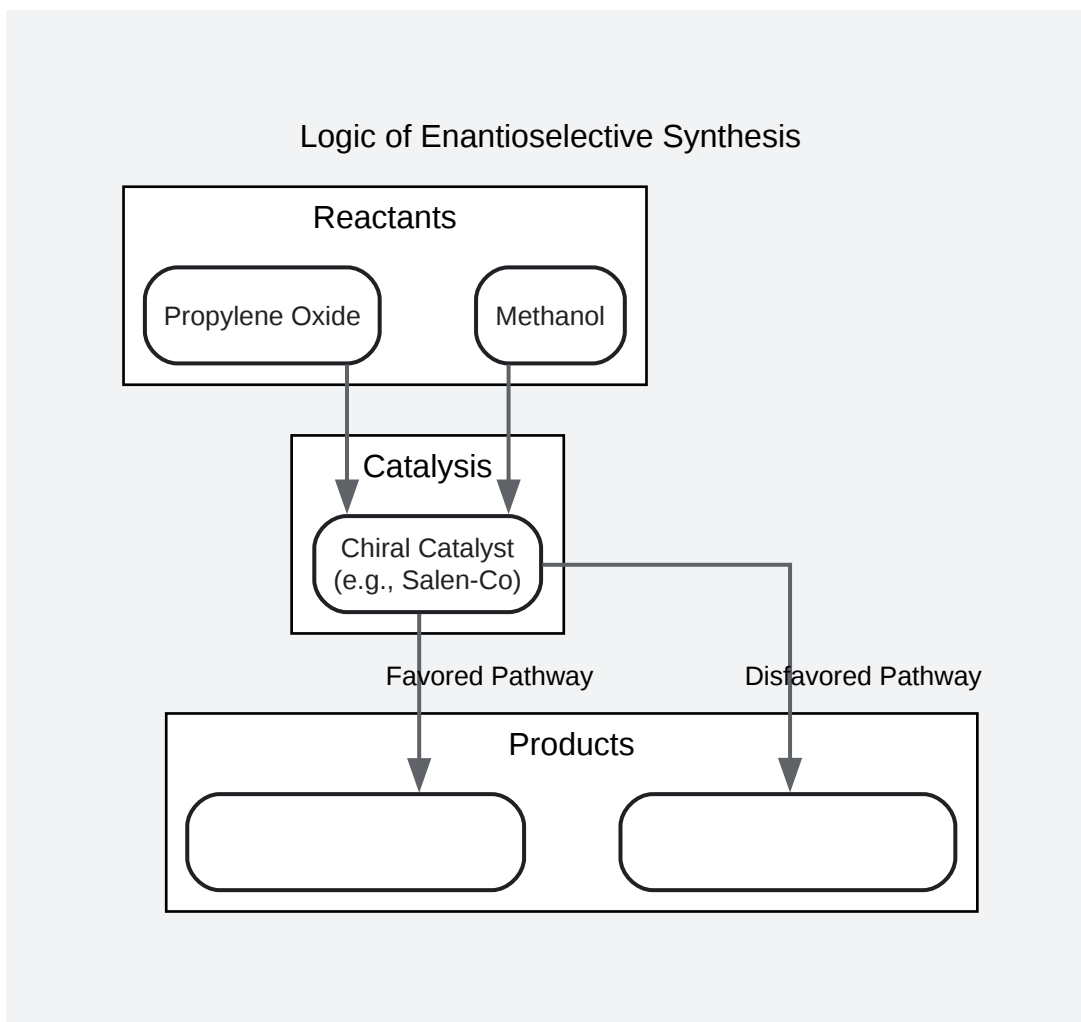 Logic of Enantioselective Synthesis
Reactants
Propylene Oxide
Methanol
Catalysis
Chiral Catalyst
(e.g., Salen-Co)
Favored Pathway
Disfavored Pathway
Products